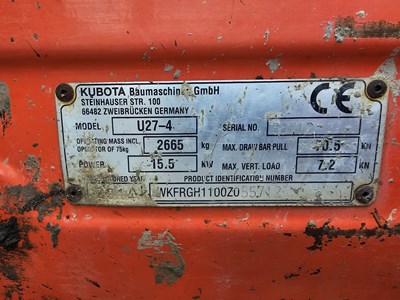 KUBOTA Baumaschinen GmbH
STEINHAUSER STR. 100
66482 ZWEIBRÜCKEN GERMANY
CE
MODEL U27-4 SERIAL NO.
OPERATING MASS INCL. OPERATOR OF 75kg 2665 kg MAX. DRAW BAR PULL KN
POWER 15.5 KW MAX. VERT. LOAD 7.2 KN
YEAR PRODUCT IDENTIFICATION NUMBER
WKFRGH1100Z0